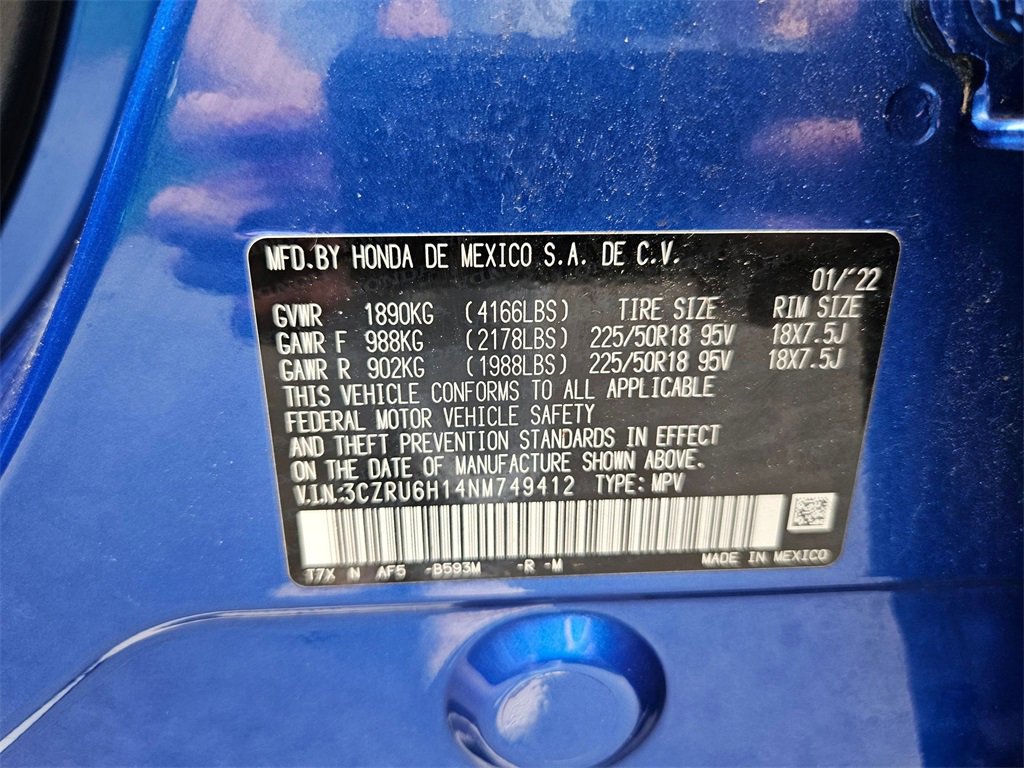 MFD.BY HONDA DE MEXICO S.A. DE C.V.
01/'22
GVWR 1890KG (4166LBS) TIRE SIZE RIM SIZE
GAWR F 988KG (2178LBS) 225/50R18 95V 18X7.5J
GAWR R 902KG (1988LBS) 225/50R18 95V 18X7.5J
THIS VEHICLE CONFORMS TO ALL APPLICABLE
FEDERAL MOTOR VEHICLE SAFETY
AND THEFT PREVENTION STANDARDS IN EFFECT
ON THE DATE OF MANUFACTURE SHOWN ABOVE.
V.I.N:3CZRU6H14NM749412 TYPE: MPV
T7X N AF5 -B593M -R -M MADE IN MEXICO